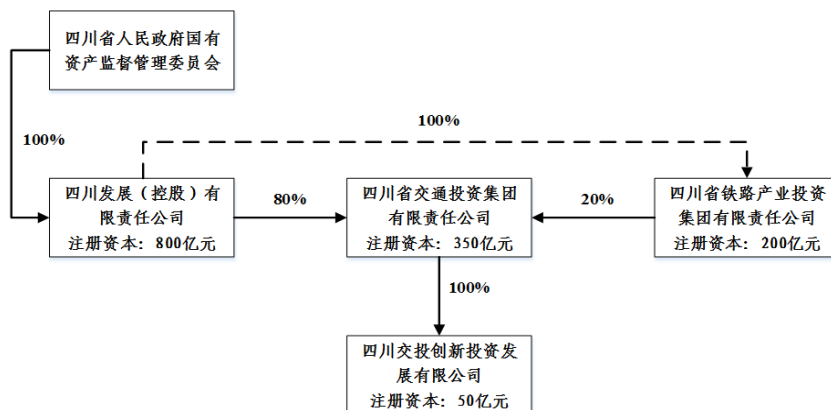 四川省人民政府国有
资产监督管理委员会
100%
100%
四川发展（控股）有
限责任公司
注册资本：800亿元
80%
四川省交通投资集团
有限责任公司
注册资本：350亿元
20%
四川省铁路产业投资
集团有限责任公司
注册资本：200亿元
100%
四川交投创新投资发
展有限公司
注册资本：50亿元